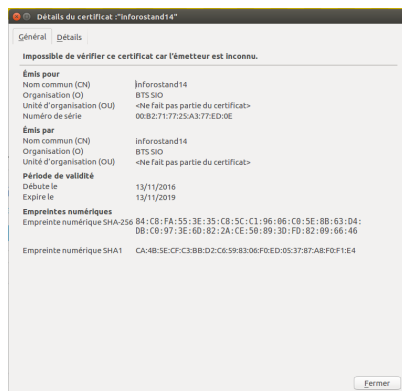 Détails du certificat :"inforostand14"
Général Détails
Impossible de vérifier ce certificat car l'émetteur est inconnu.
Émis pour
Nom commun (CN) inforostand14
Organisation (O) BTS SIO
Unité d'organisation (OU) <Ne fait pas partie du certificat>
Numéro de série 00:B2:71:77:25:A3:77:ED:0E
Émis par
Nom commun (CN) inforostand14
Organisation (O) BTS SIO
Unité d'organisation (OU) <Ne fait pas partie du certificat>
Période de validité
Débute le 13/11/2016
Expire le 13/11/2019
Empreintes numériques
Empreinte numérique SHA-256 84:C8:FA:55:3E:35:C8:5C:C1:96:06:C0:5E:8B:63:D4:
DB:C0:97:3E:6D:82:2A:CE:50:89:3D:FD:82:09:66:46
Empreinte numérique SHA1 CA:4B:5E:CF:C3:BB:D2:C6:59:83:06:F0:ED:05:37:87:A8:F0:F1:E4
Fermer